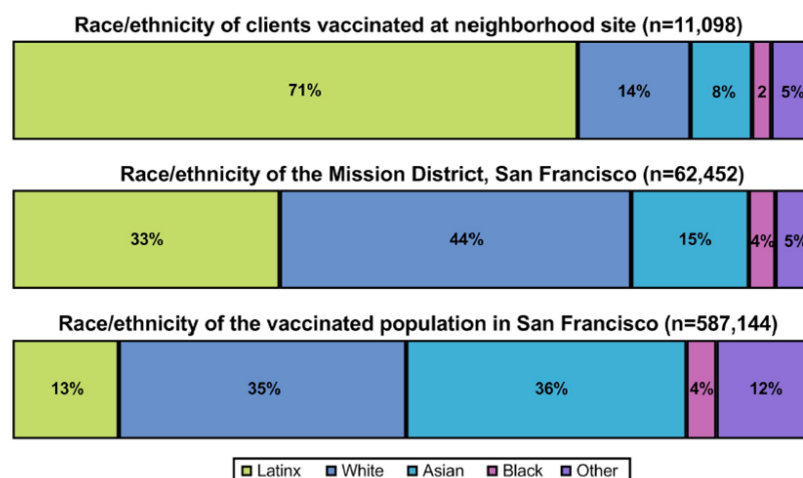 Race/ethnicity of clients vaccinated at neighborhood site (n=11,098)
71% 14% 8% 2 5%
Race/ethnicity of the Mission District, San Francisco (n=62,452)
33% 44% 15% 4% 5%
Race/ethnicity of the vaccinated population in San Francisco (n=587,144)
13% 35% 36% 4% 12%
Latinx White Asian Black Other